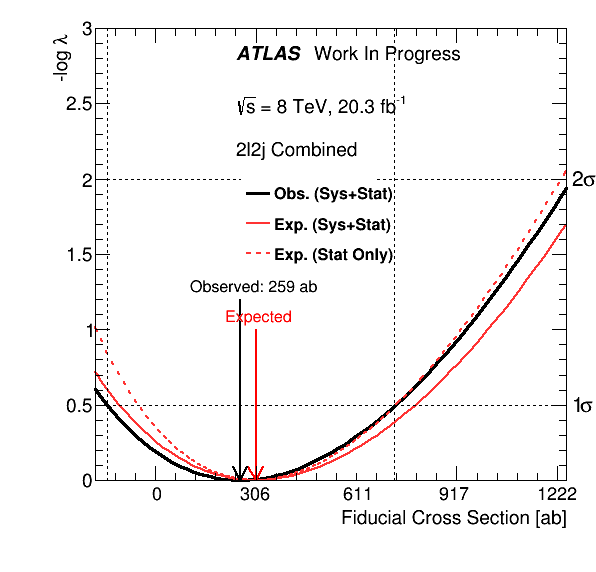 -log λ
3
2.5
2
1.5
1
0.5
0
ATLAS Work In Progress
√s = 8 TeV, 20.3 fb⁻¹
2l2j Combined
Obs. (Sys+Stat)
Exp. (Sys+Stat)
Exp. (Stat Only)
Observed: 259 ab
Expected
2σ
1σ
0 306 611 917 1222
Fiducial Cross Section [ab]